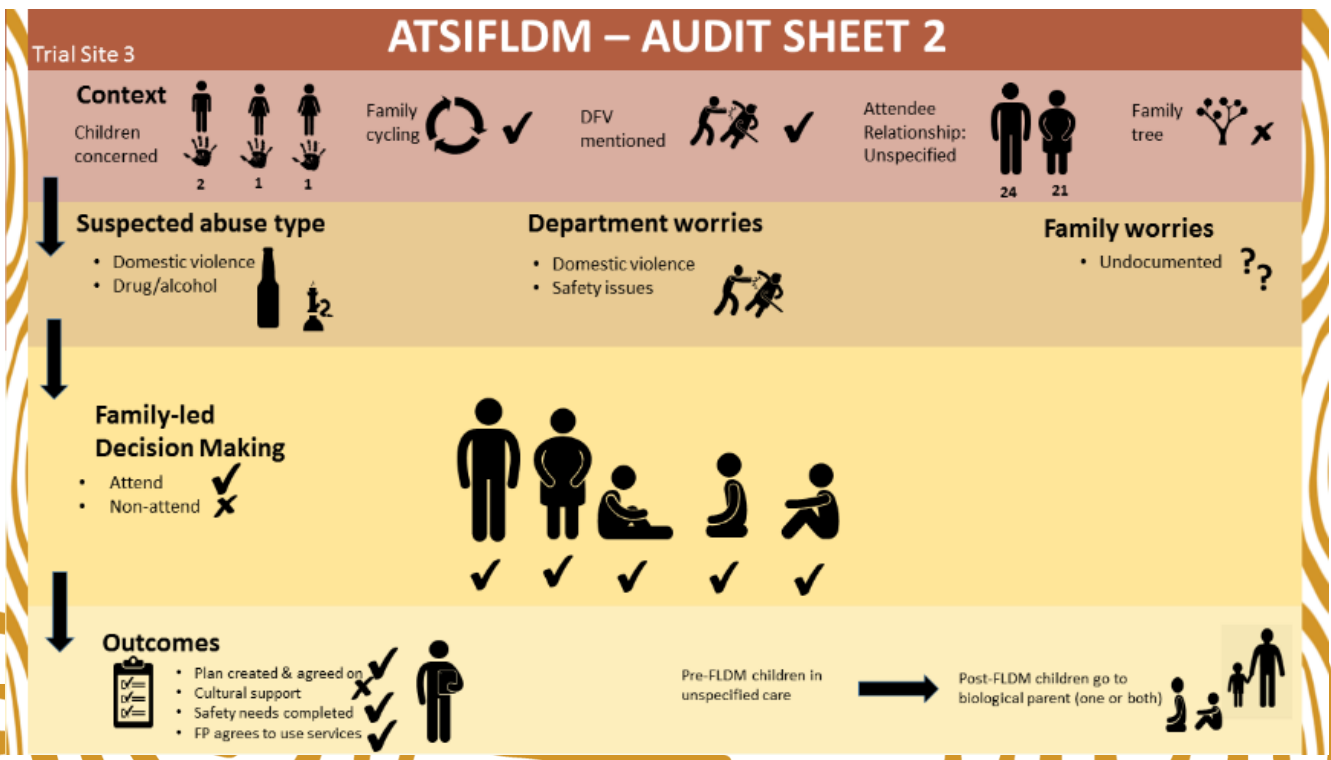 ATSIFLDM – AUDIT SHEET 2
Trial Site 3
Context
Children
concerned
2 1 1
Family
cycling
DFV
mentioned
Attendee
Relationship:
Unspecified
24 21
Family
tree
Suspected abuse type
• Domestic violence
• Drug/alcohol
Department worries
• Domestic violence
• Safety issues
Family worries
• Undocumented
??
Family-led
Decision Making
• Attend
• Non-attend
Outcomes
• Plan created & agreed on
• Cultural support
• Safety needs completed
• FP agrees to use services
Pre-FLDM children in
unspecified care
Post-FLDM children go to
biological parent (one or both)